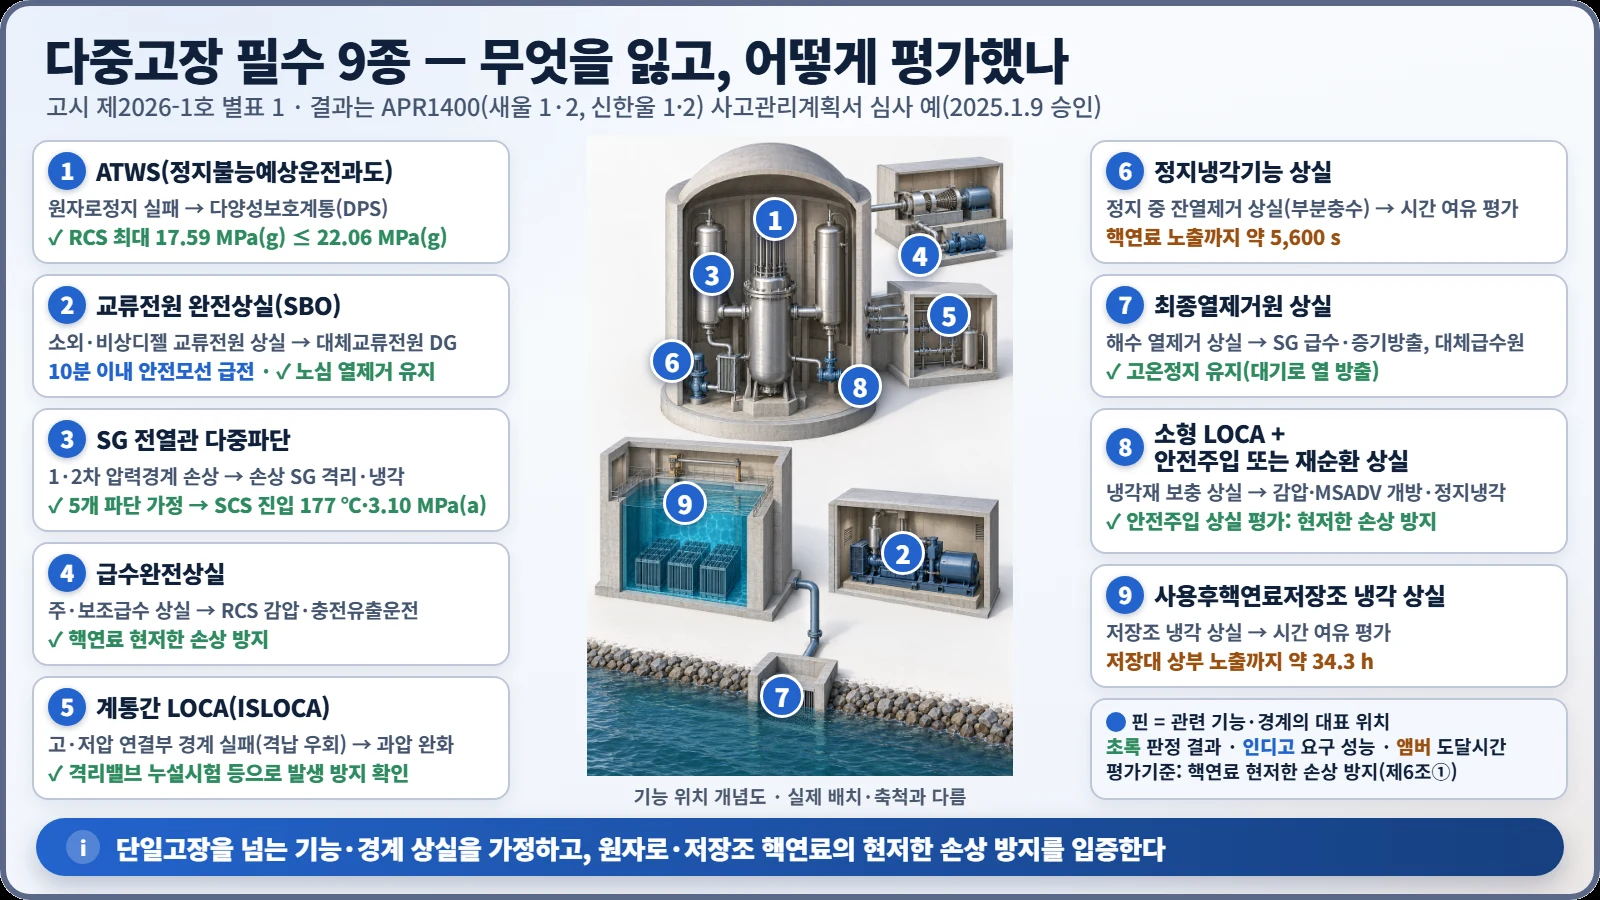 다중고장 필수 9종 — 무엇을 잃고, 어떻게 평가했나
고시 제2026-1호 별표 1 · 결과는 APR1400(새울 1·2, 신한울 1·2) 사고관리계획서 심사 예(2025.1.9 승인)
1 ATWS(정지불능예상운전과도)
원자로정지 실패 → 다양성보호계통(DPS)
✓ RCS 최대 17.59 MPa(g) ≤ 22.06 MPa(g)
2 교류전원 완전상실(SBO)
소외·비상디젤 교류전원 상실 → 대체교류전원 DG
10분 이내 안전모선 급전 · ✓ 노심 열제거 유지
3 SG 전열관 다중파단
1·2차 압력경계 손상 → 손상 SG 격리·냉각
✓ 5개 파단 가정 → SCS 진입 177 °C·3.10 MPa(a)
4 급수완전상실
주·보조급수 상실 → RCS 감압·충전유출운전
✓ 핵연료 현저한 손상 방지
5 계통간 LOCA(ISLOCA)
고·저압 연결부 경계 실패(격납 우회) → 과압 완화
✓ 격리밸브 누설시험 등으로 발생 방지 확인
1
3
4
5
6
8
9
2
7
기능 위치 개념도 · 실제 배치·축척과 다름
6 정지냉각기능 상실
정지 중 잔열제거 상실(부분충수) → 시간 여유 평가
핵연료 노출까지 약 5,600 s
7 최종열제거원 상실
해수 열제거 상실 → SG 급수·증기방출, 대체급수원
✓ 고온정지 유지(대기로 열 방출)
8 소형 LOCA +
안전주입 또는 재순환 상실
냉각재 보충 상실 → 감압·MSADV 개방·정지냉각
✓ 안전주입 상실 평가: 현저한 손상 방지
9 사용후핵연료저장조 냉각 상실
저장조 냉각 상실 → 시간 여유 평가
저장대 상부 노출까지 약 34.3 h
핀 = 관련 기능·경계의 대표 위치
초록 판정 결과 · 인디고 요구 성능 · 앰버 도달시간
평가기준: 핵연료 현저한 손상 방지(제6조①)
i 단일고장을 넘는 기능·경계 상실을 가정하고, 원자로·저장조 핵연료의 현저한 손상 방지를 입증한다